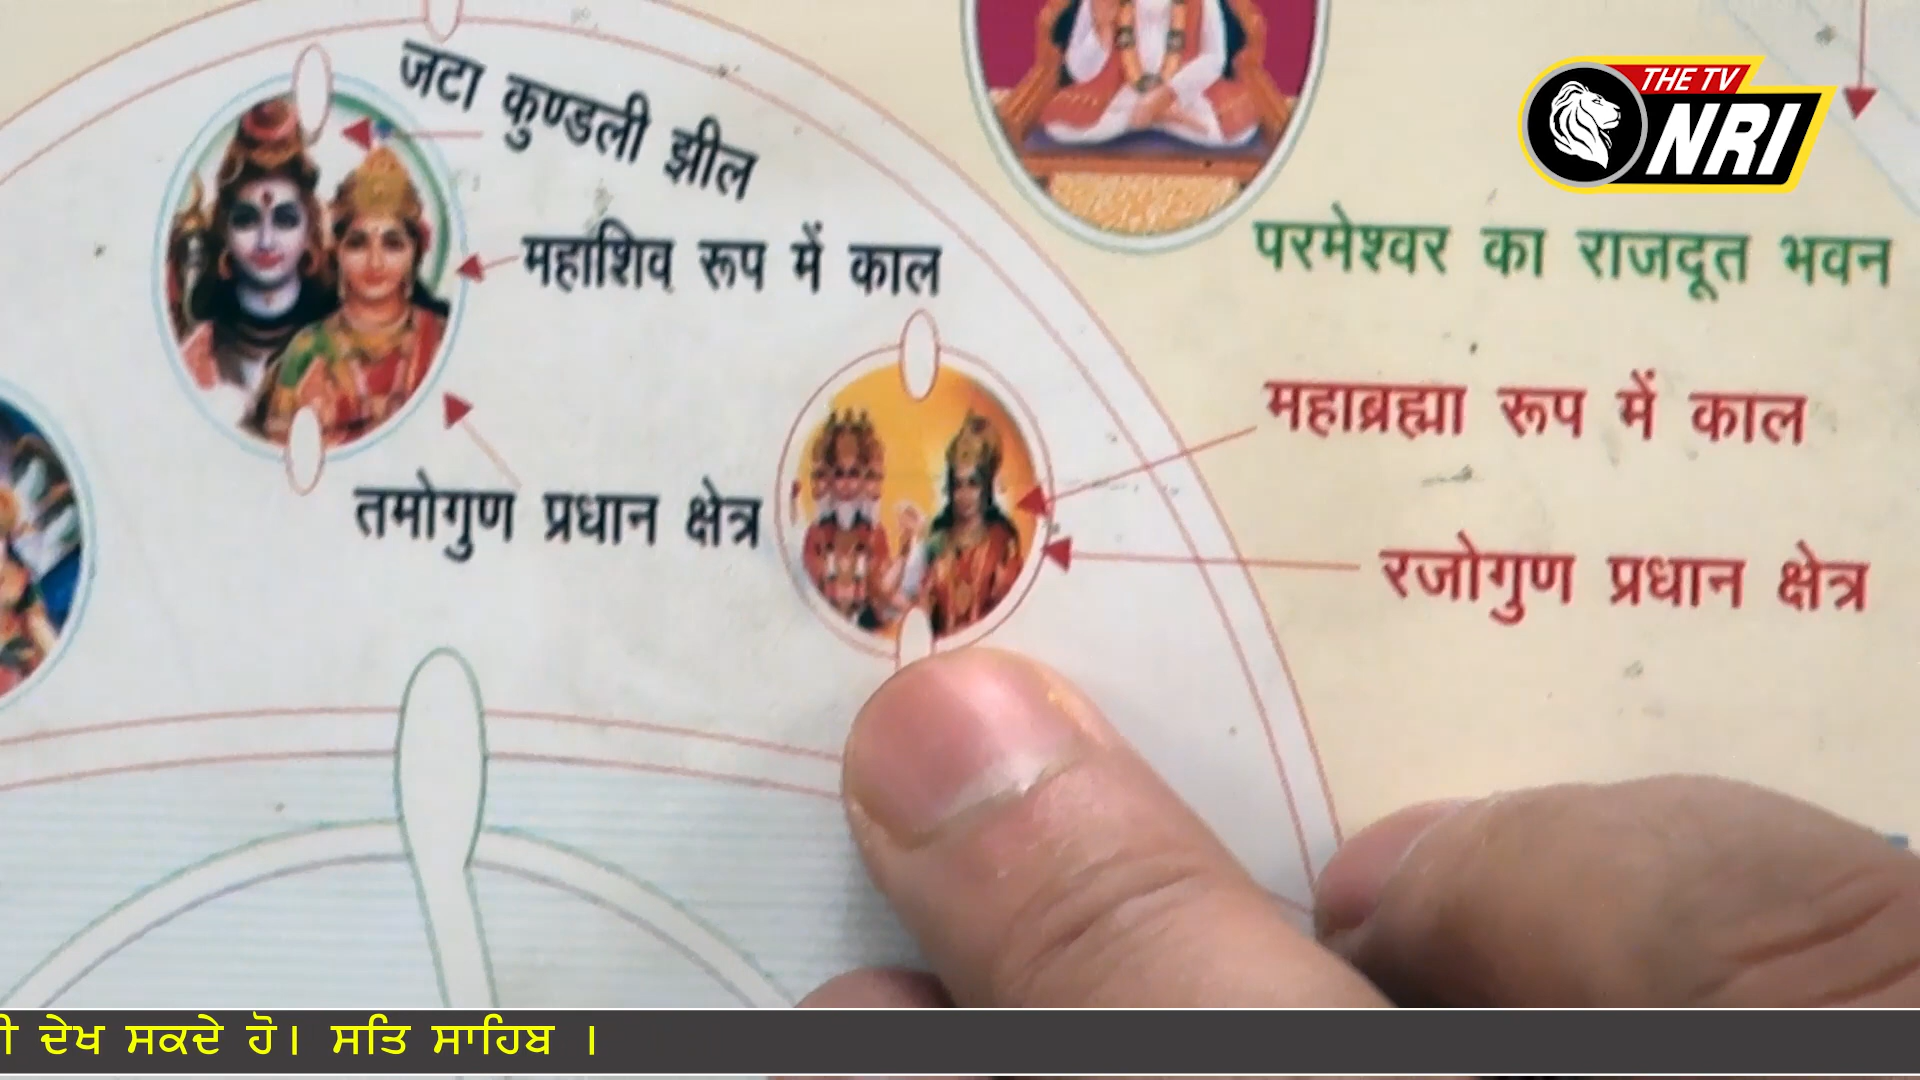 जटा कुण्डली झील
THE TV
NRI
महाशिव रूप में काल
परमेश्वर का राजदूत भवन
महाब्रह्मा रूप में काल
तमोगुण प्रधान क्षेत्र
रजोगुण प्रधान क्षेत्र
ਦੇਖ ਸਕਦੇ ਹੋ। ਸਤਿ ਸਾਹਿਬ ।